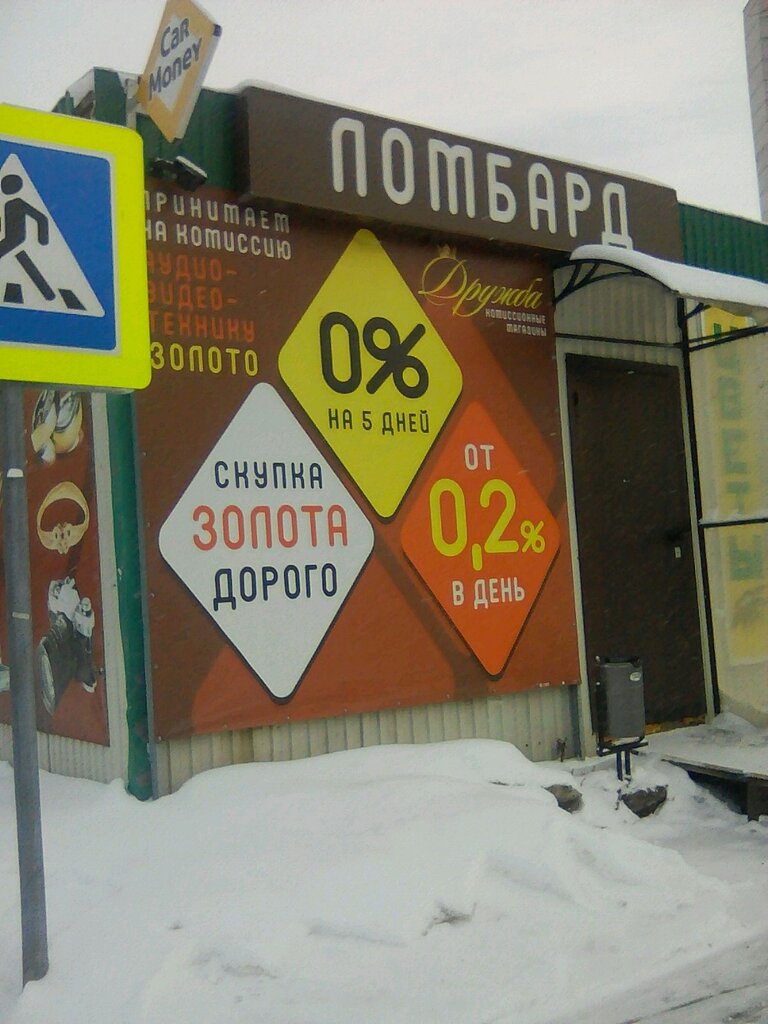 Car
Money
ЛОМБАРД
ПРИНИМАЕМ
НА КОМИССИЮ
АУДИО-
ВИДЕО-
ТЕХНИКУ
ЗОЛОТО
Дружба
КОМИССИОННЫЕ
МАГАЗИНЫ
0%
НА 5 ДНЕЙ
СКУПКА
ЗОЛОТА
ДОРОГО
ОТ
0,2%
В ДЕНЬ